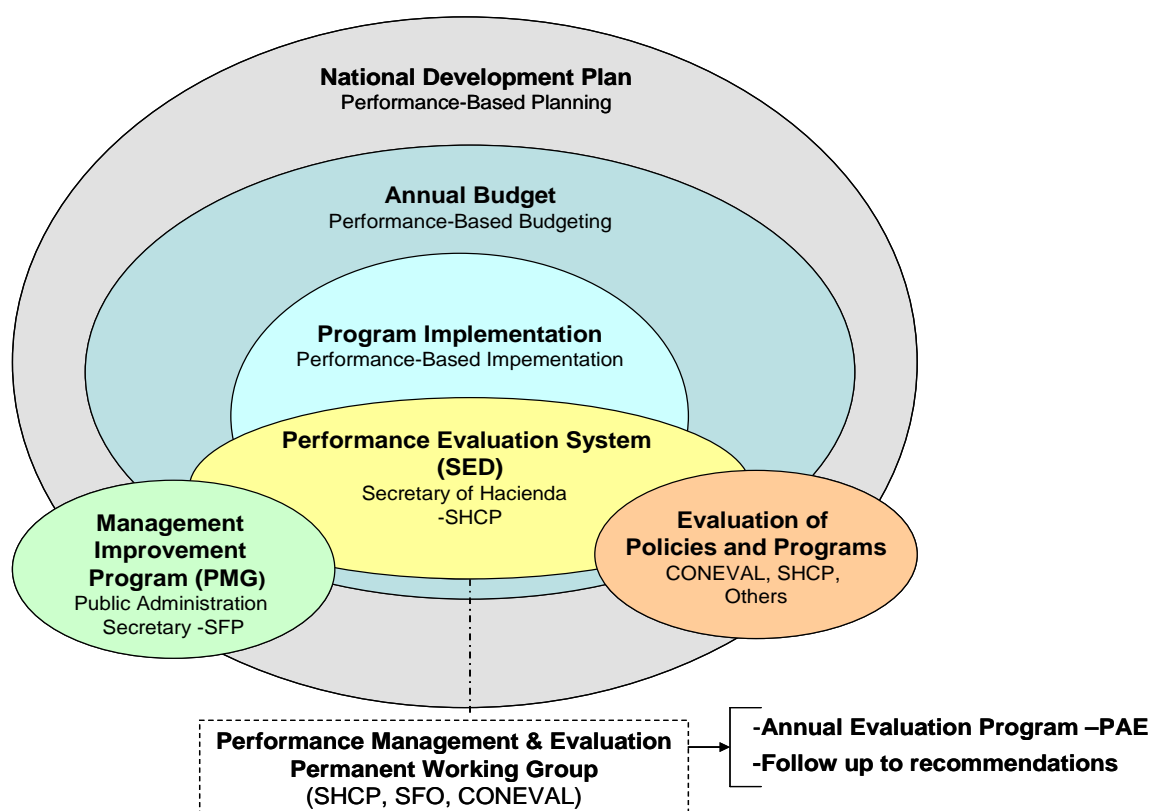 National Development Plan
Performance-Based Planning
Annual Budget
Performance-Based Budgeting
Program Implementation
Performance-Based Impementation
Performance Evaluation System
(SED)
Secretary of Hacienda
-SHCP
Management
Improvement
Program (PMG)
Public Administration
Secretary -SFP
Evaluation of
Policies and Programs
CONEVAL, SHCP,
Others
Performance Management & Evaluation
Permanent Working Group
(SHCP, SFO, CONEVAL)
-Annual Evaluation Program –PAE
-Follow up to recommendations